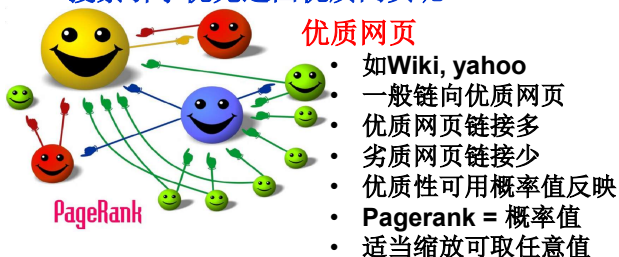 优质网页
• 如Wiki, yahoo
• 一般链向优质网页
• 优质网页链接多
• 劣质网页链接少
• 优质性可用概率值反映
• Pagerank = 概率值
• 适当缩放可取任意值
PageRank